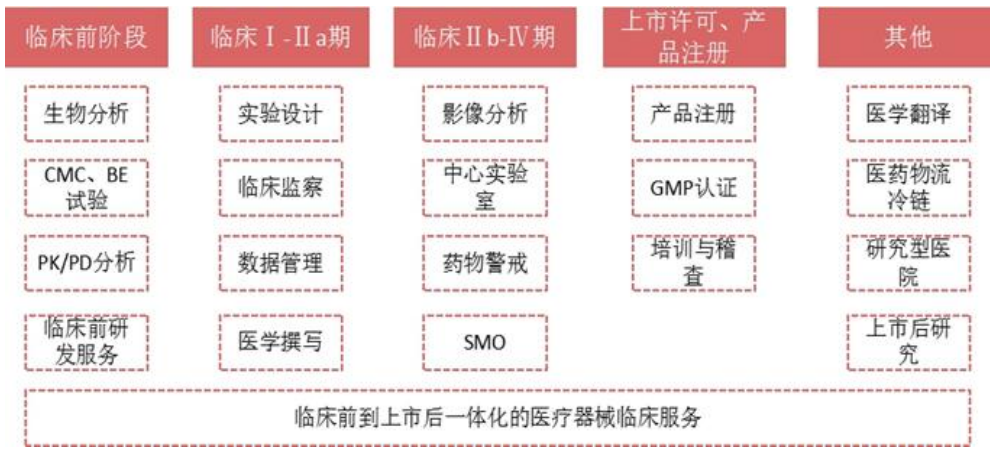 临床前阶段
临床Ⅰ-Ⅱa期
临床Ⅱb-Ⅳ期
上市许可、产
品注册
其他
生物分析
实验设计
影像分析
产品注册
医学翻译
CMC、BE
试验
临床监察
中心实验
室
GMP认证
医药物流
冷链
PK/PD分析
数据管理
药物警戒
培训与稽
查
研究型医
院
临床前研
发服务
医学撰写
SMO
上市后研
究
临床前到上市后一体化的医疗器械临床服务